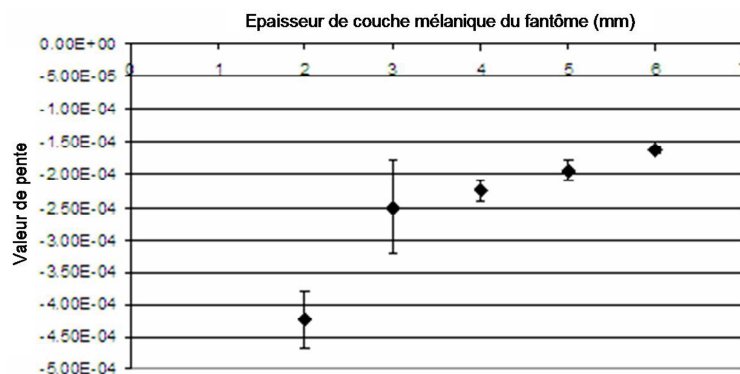 Epaisseur de couche mélanique du fantôme (mm)
0.00E+00
0 1 2 3 4 5 6 7
-5.00E-05
-1.00E-04
-1.50E-04
-2.00E-04
-2.50E-04
-3.00E-04
-3.50E-04
-4.00E-04
-4.50E-04
-5.00E-04
Valeur de pente